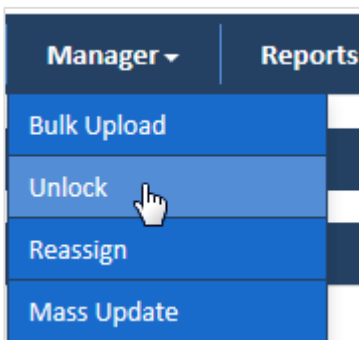 Manager
Reports
Bulk Upload
Unlock
Reassign
Mass Update